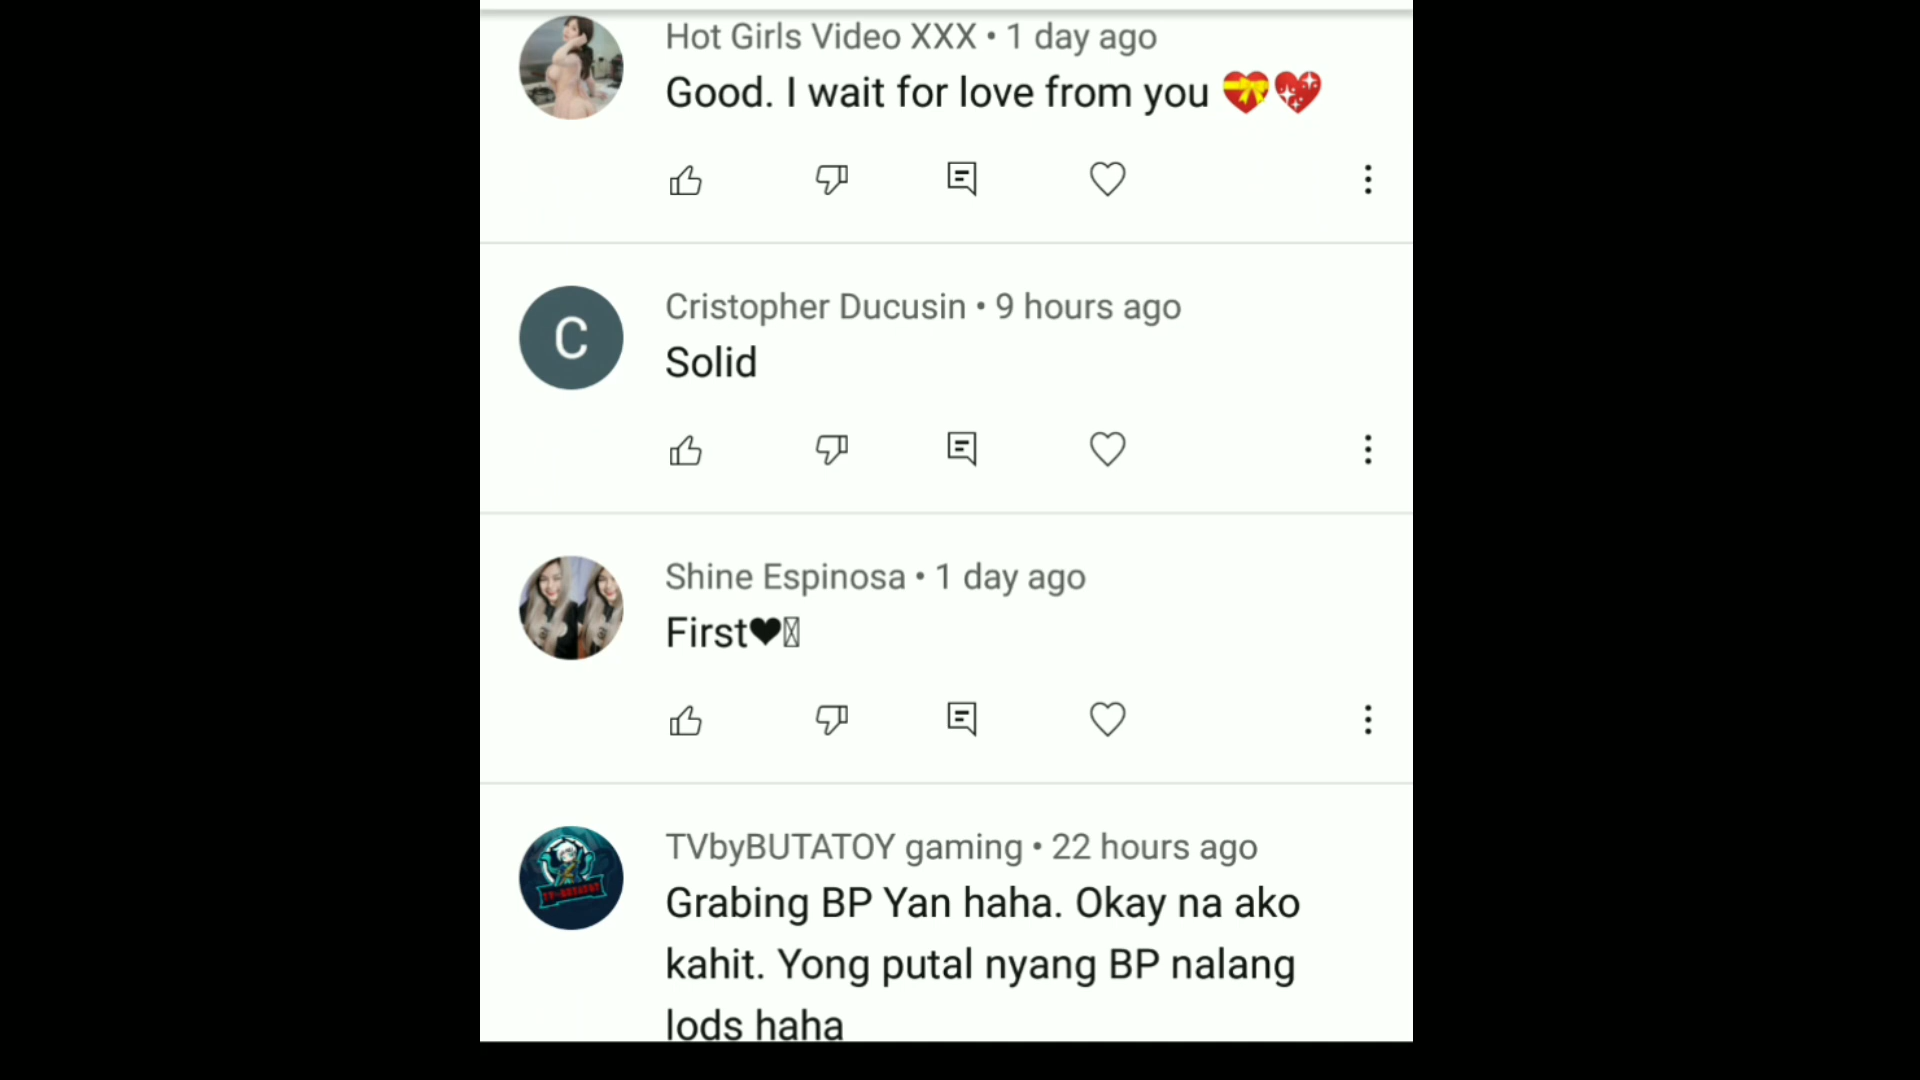 Hot Girls Video XXX • 1 day ago
Good. I wait for love from you 💝💖
C
Cristopher Ducusin • 9 hours ago
Solid
Shine Espinosa • 1 day ago
First❤
TVbyBUTATOY gaming • 22 hours ago
Grabing BP Yan haha. Okay na ako
kahit. Yong putal nyang BP nalang
lods haha